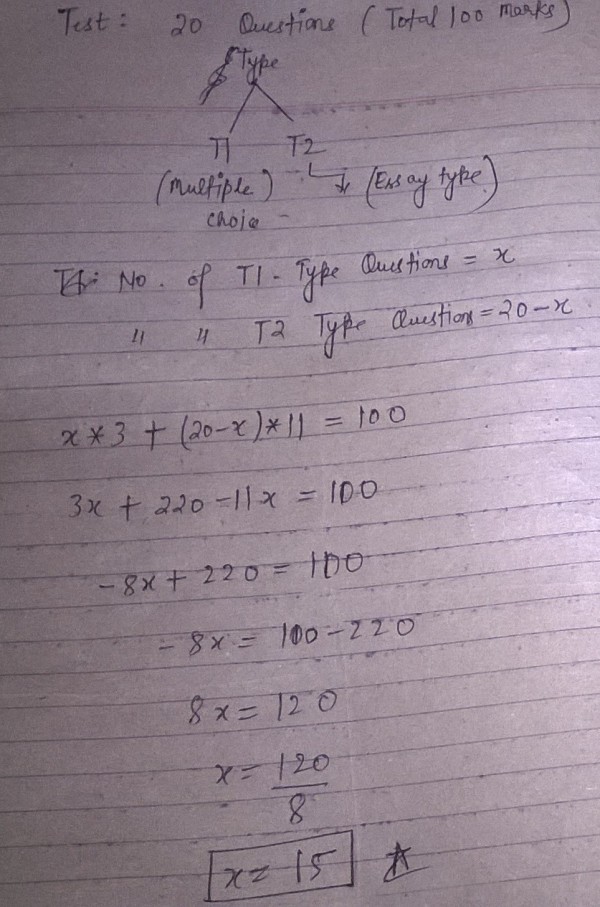 Test: 20 Questions (Total 100 marks)
Type
T1 T2
(Multiple choice) (Essay type)
No. of T1 - Type Questions = x
" " T2 Type Question = 20-x
x*3 + (20-x)*11 = 100
3x + 220 - 11x = 100
-8x + 220 = 100
-8x = 100 - 220
8x = 120
x = 120
8
x = 15 A